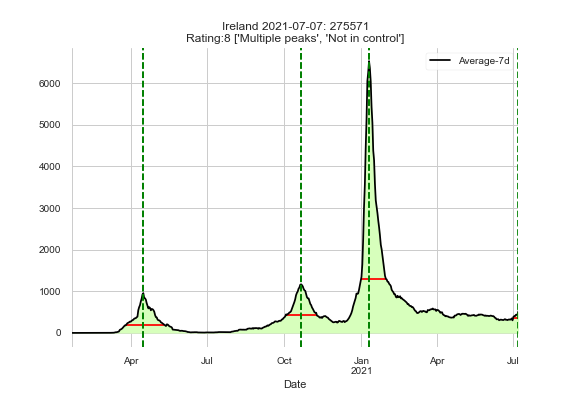 Ireland 2021-07-07: 275571
Rating:8 ['Multiple peaks', 'Not in control']
Average-7d
6000
5000
4000
3000
2000
1000
0
Apr Jul Oct Jan Apr Jul
2021
Date